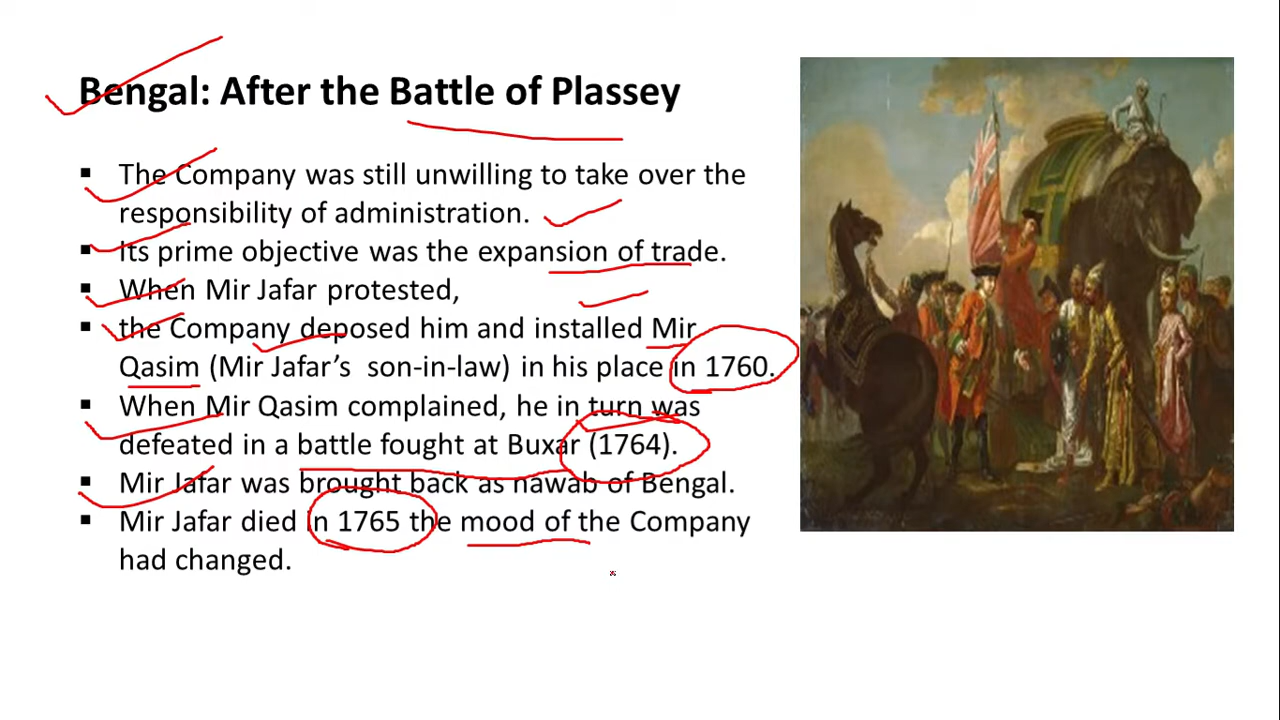 Bengal: After the Battle of Plassey
▪ The Company was still unwilling to take over the
responsibility of administration.
▪ Its prime objective was the expansion of trade.
▪ When Mir Jafar protested,
▪ the Company deposed him and installed Mir
Qasim (Mir Jafar’s son-in-law) in his place in 1760.
▪ When Mir Qasim complained, he in turn was
defeated in a battle fought at Buxar (1764).
▪ Mir Jafar was brought back as nawab of Bengal.
▪ Mir Jafar died in 1765 the mood of the Company
had changed.